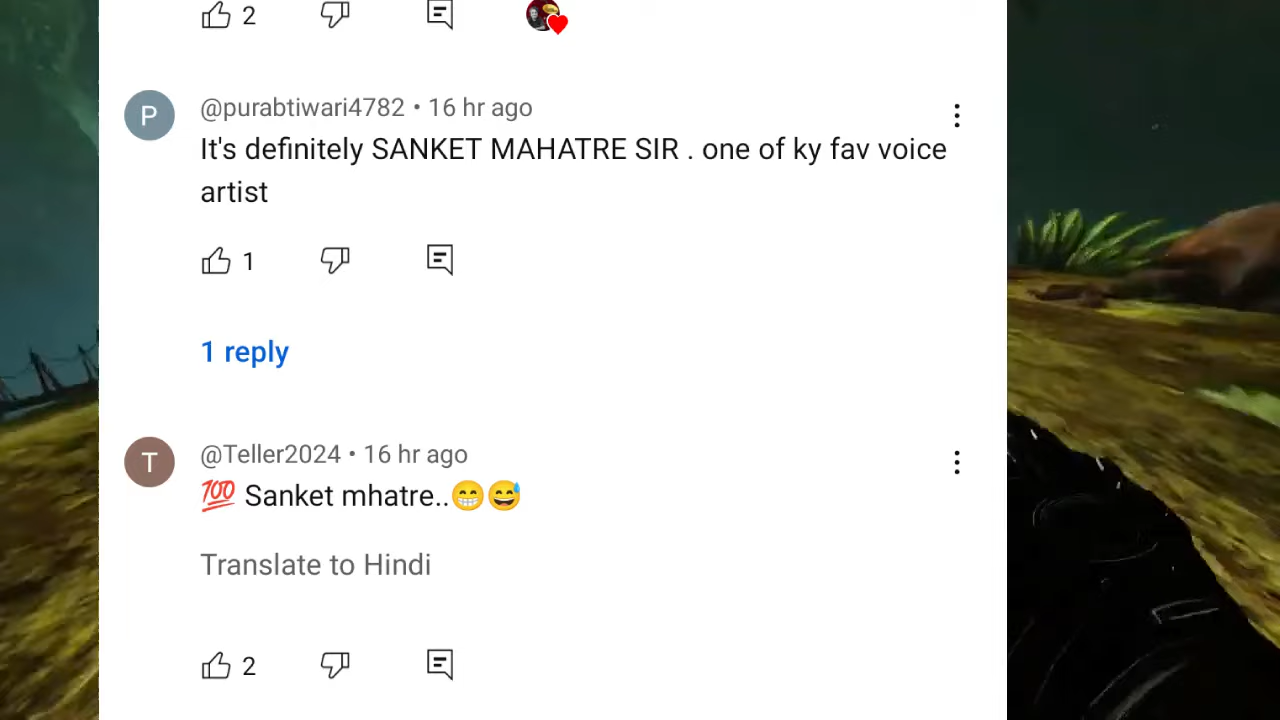 2
@purabtiwari4782 • 16 hr ago
It's definitely SANKET MAHATRE SIR . one of ky fav voice
artist
1
1 reply
@Teller2024 • 16 hr ago
💯 Sanket mhatre..😁😅
Translate to Hindi
2
P
T